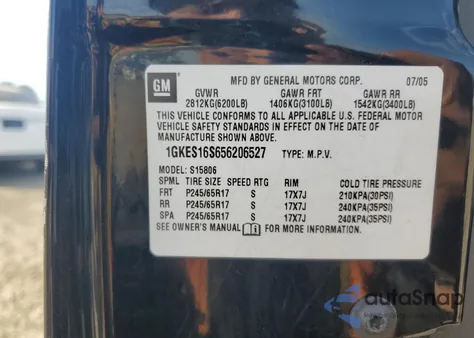 GM
MFD BY GENERAL MOTORS CORP. 07/05
GVWR GAWR FRT GAWR RR
2812KG(6200LB) 1406KG(3100LB) 1542KG(3400LB)
THIS VEHICLE CONFORMS TO ALL APPLICABLE U.S. FEDERAL MOTOR
VEHICLE SAFETY STANDARDS IN EFFECT ON THE DATE OF
MANUFACTURE SHOWN ABOVE.
1GKES16S656206527 TYPE: M.P.V.
MODEL: S15806
SPML TIRE SIZE SPEED RTG RIM COLD TIRE PRESSURE
FRT P245/65R17 S 17X7J 210KPA(30PSI)
RR P245/65R17 S 17X7J 240KPA(35PSI)
SPA P245/65R17 S 17X7J 240KPA(35PSI)
SEE OWNER'S MANUAL FOR MORE INFORMATION
autoSnap